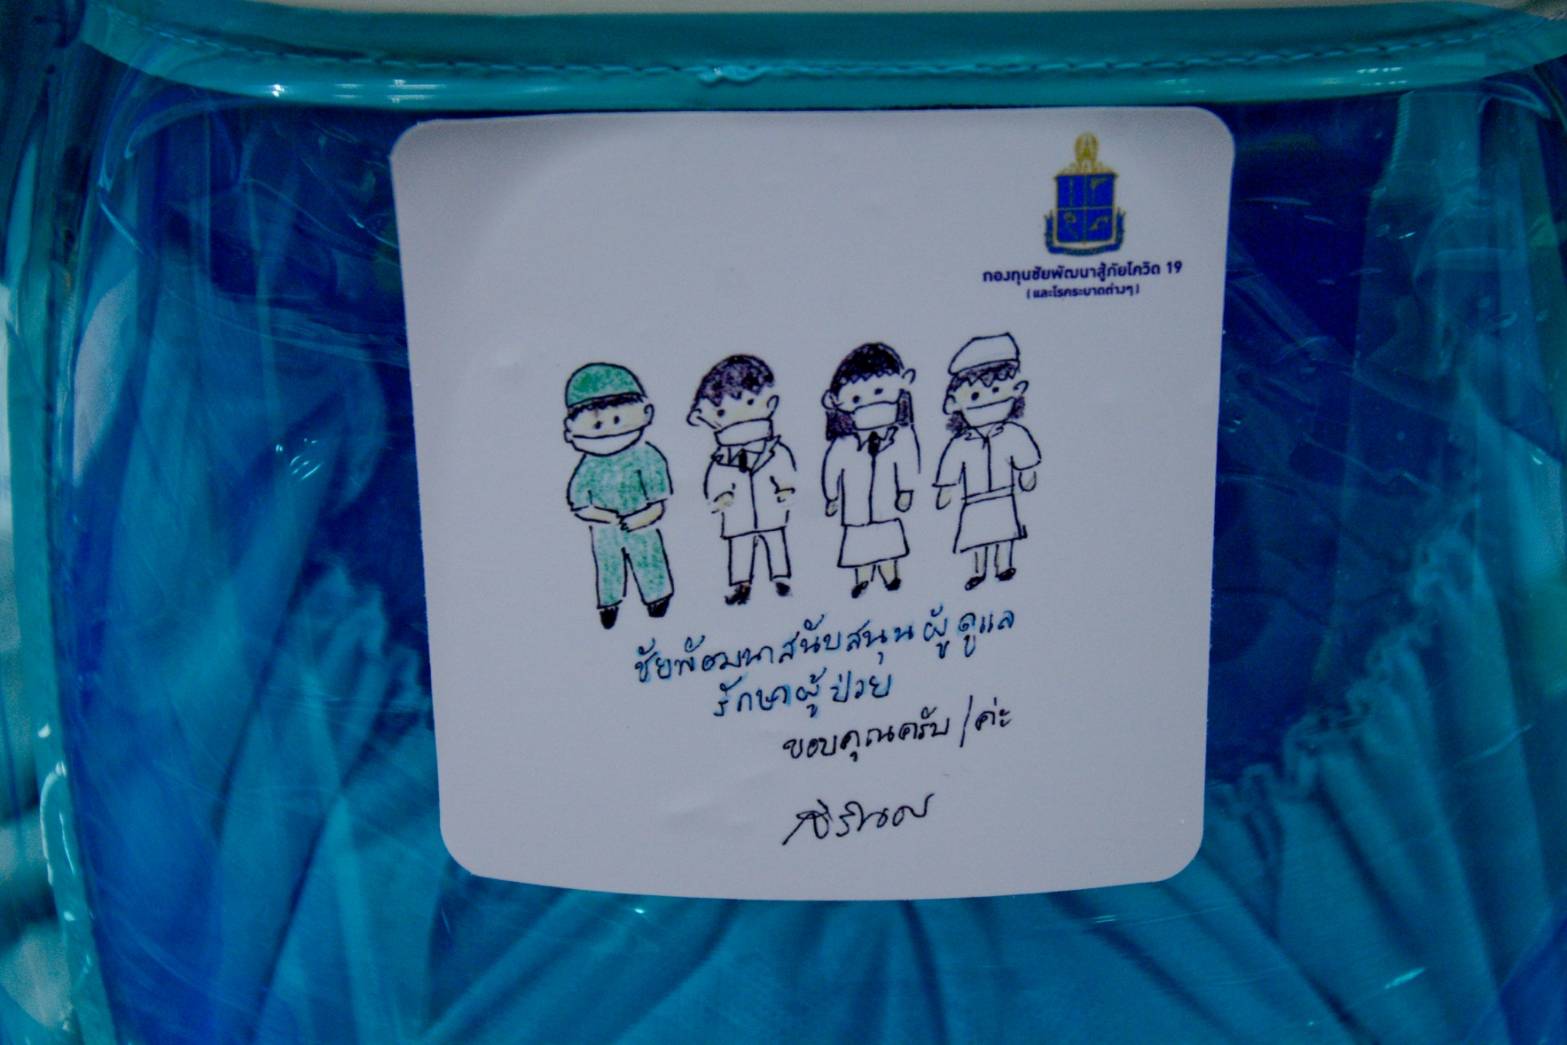 กองทุนชัยพัฒนาสู้ภัยโควิด 19
(และโรคระบาดต่างๆ)
ชัยพัฒนาสนับสนุนผู้ดูแล
รักษาผู้ป่วย
ขอบคุณครับ/ค่ะ
สิรินธร